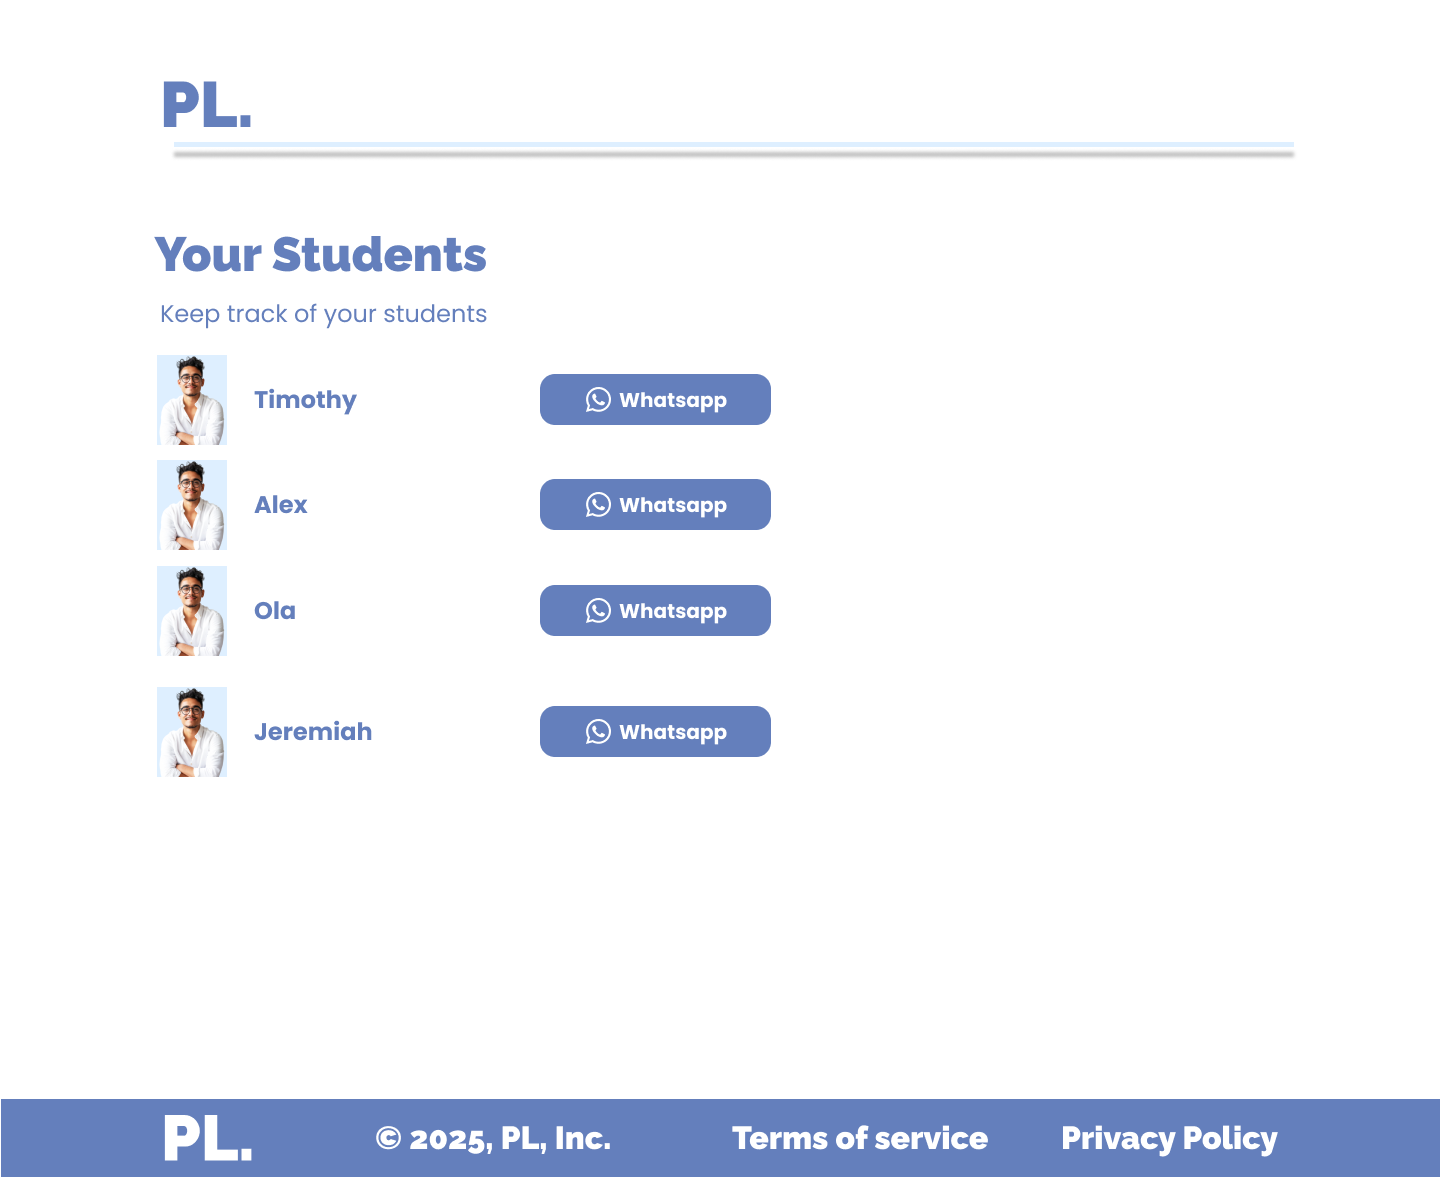 PL.
Your Students
Keep track of your students
Timothy
Whatsapp
Alex
Whatsapp
Ola
Whatsapp
Jeremiah
Whatsapp
PL.
© 2025, PL, Inc.
Terms of service
Privacy Policy